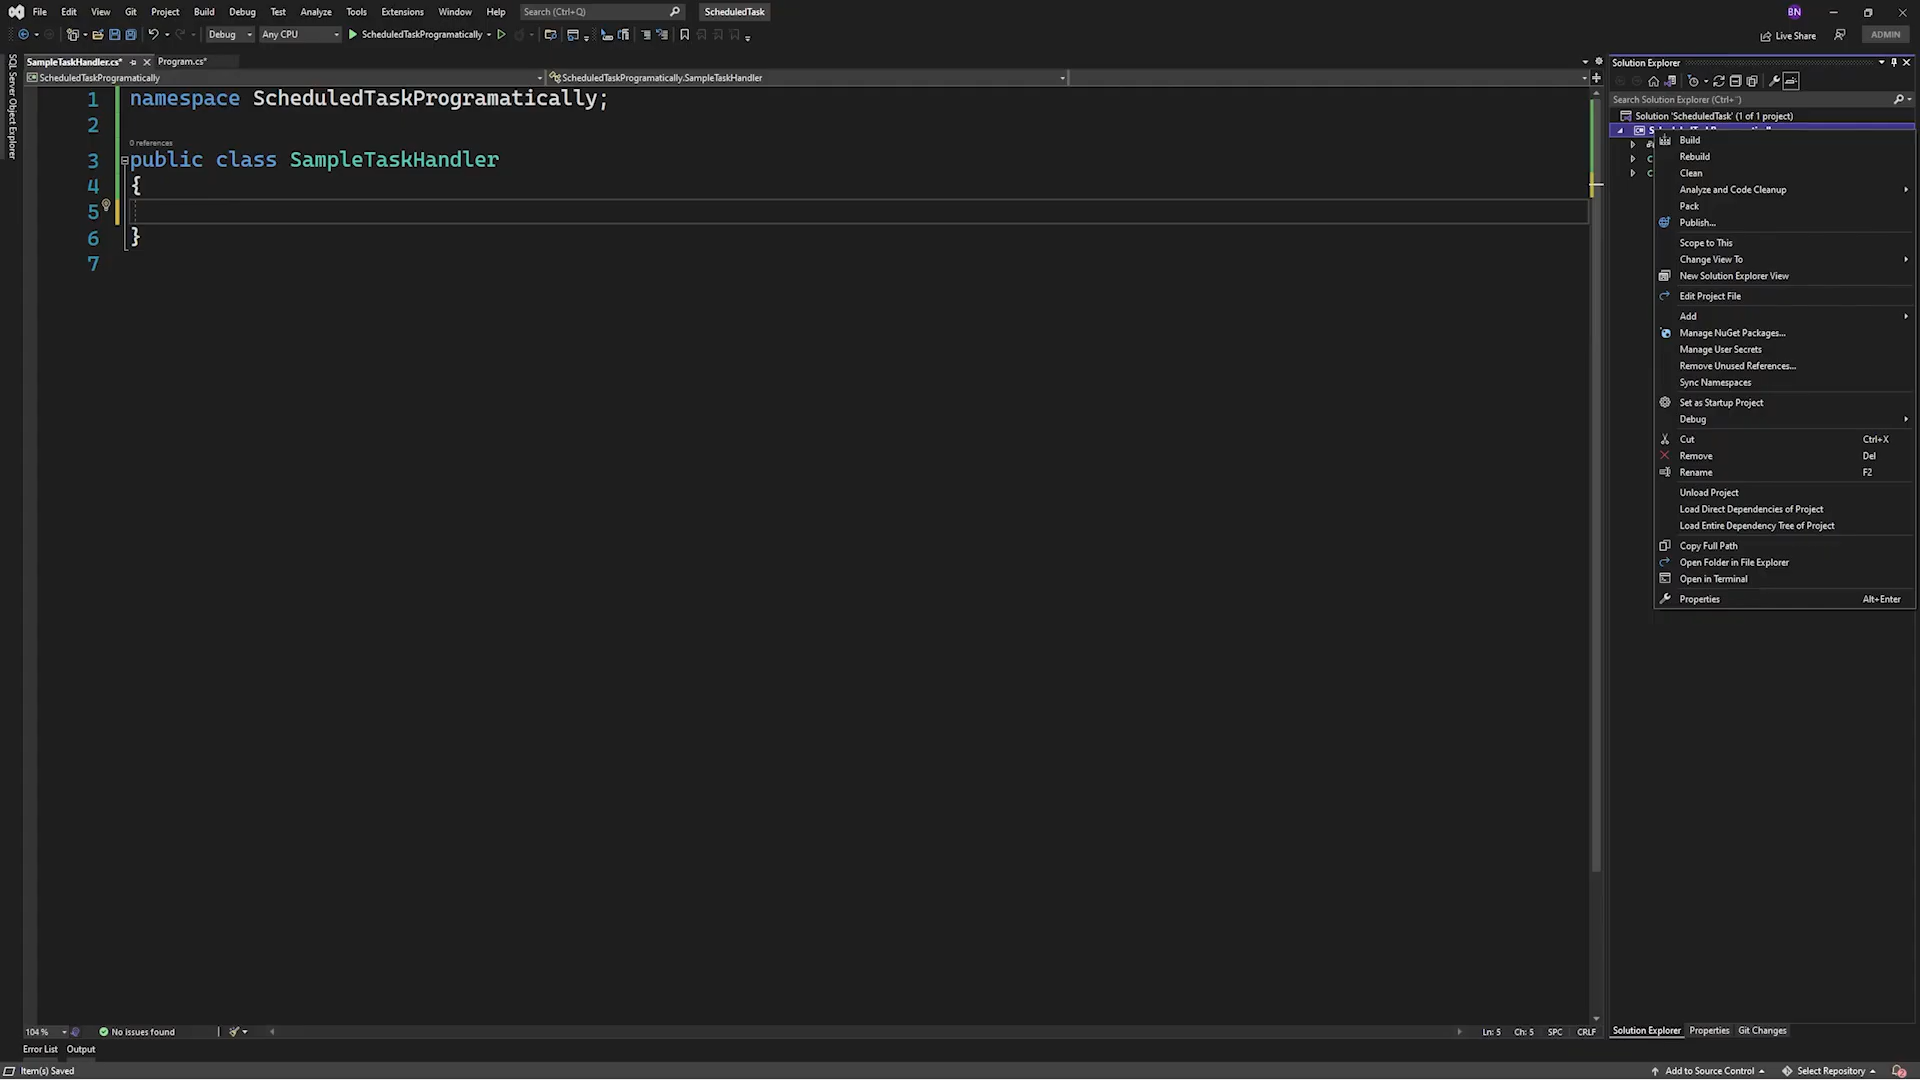 File Edit View Git Project Build Debug Test Analyze Tools Extensions Window Help Search (Ctrl+Q) ScheduledTask BN
Debug Any CPU ScheduledTaskProgramatically Live Share ADMIN
SQL Server Object Explorer
SampleTaskHandler.cs* Program.cs*
ScheduledTaskProgramatically ScheduledTaskProgramatically.SampleTaskHandler
1 namespace ScheduledTaskProgramatically;
2
0 references
3 public class SampleTaskHandler
4 {
5
6 }
7
Solution Explorer
Search Solution Explorer (Ctrl+¨)
Solution 'ScheduledTask' (1 of 1 project)
Build
Rebuild
Clean
Analyze and Code Cleanup
Pack
Publish...
Scope to This
Change View To
New Solution Explorer View
Edit Project File
Add
Manage NuGet Packages...
Manage User Secrets
Remove Unused References...
Sync Namespaces
Set as Startup Project
Debug
Cut Ctrl+X
Remove Del
Rename F2
Unload Project
Load Direct Dependencies of Project
Load Entire Dependency Tree of Project
Copy Full Path
Open Folder in File Explorer
Open in Terminal
Properties Alt+Enter
104 % No issues found Ln: 5 Ch: 5 SPC CRLF
Solution Explorer Properties Git Changes
Error List Output
Item(s) Saved Add to Source Control Select Repository